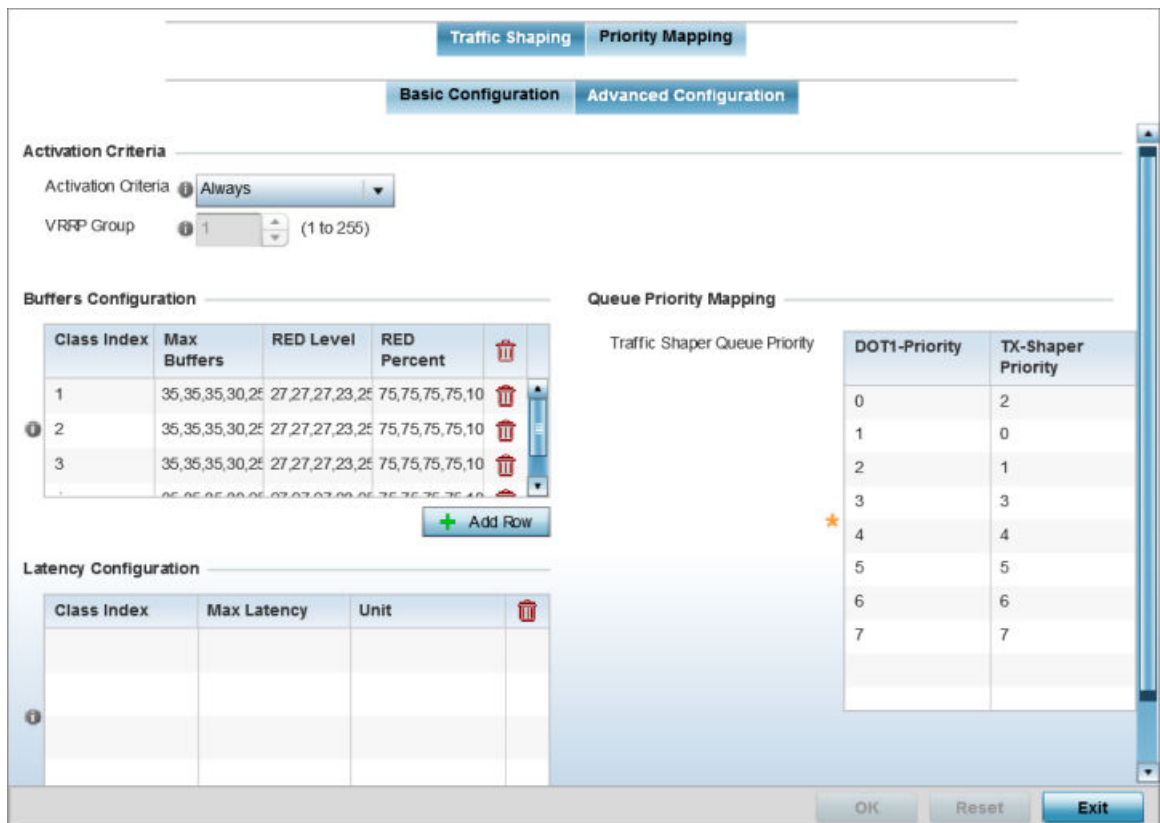 Traffic Shaping Priority Mapping
Basic Configuration Advanced Configuration
Activation Criteria
Activation Criteria Always
VRRP Group 1 (1 to 255)
Buffers Configuration
Class Index Max Buffers RED Level RED Percent
1 35,35,35,30,25 27,27,27,23,25 75,75,75,75,10
2 35,35,35,30,25 27,27,27,23,25 75,75,75,75,10
3 35,35,35,30,25 27,27,27,23,25 75,75,75,75,10
Add Row
Latency Configuration
Class Index Max Latency Unit
Queue Priority Mapping
Traffic Shaper Queue Priority
DOT1-Priority TX-Shaper Priority
0 2
1 0
2 1
3 3
4 4
5 5
6 6
7 7
OK Reset Exit